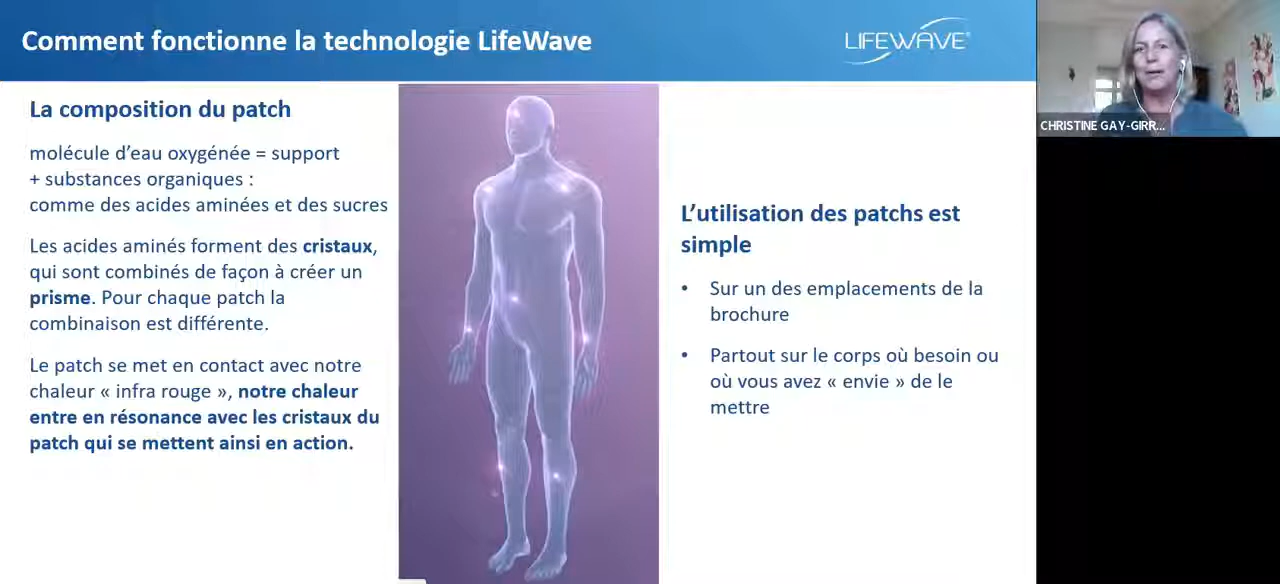 Comment fonctionne la technologie LifeWave
LIFEWAVE®
CHRISTINE GAY-GIRR...
La composition du patch
molécule d'eau oxygénée = support
+ substances organiques :
comme des acides aminées et des sucres
Les acides aminés forment des cristaux,
qui sont combinés de façon à créer un
prisme. Pour chaque patch la
combinaison est différente.
Le patch se met en contact avec notre
chaleur « infra rouge », notre chaleur
entre en résonance avec les cristaux du
patch qui se mettent ainsi en action.
L'utilisation des patchs est
simple
• Sur un des emplacements de la
brochure
• Partout sur le corps où besoin ou
où vous avez « envie » de le
mettre